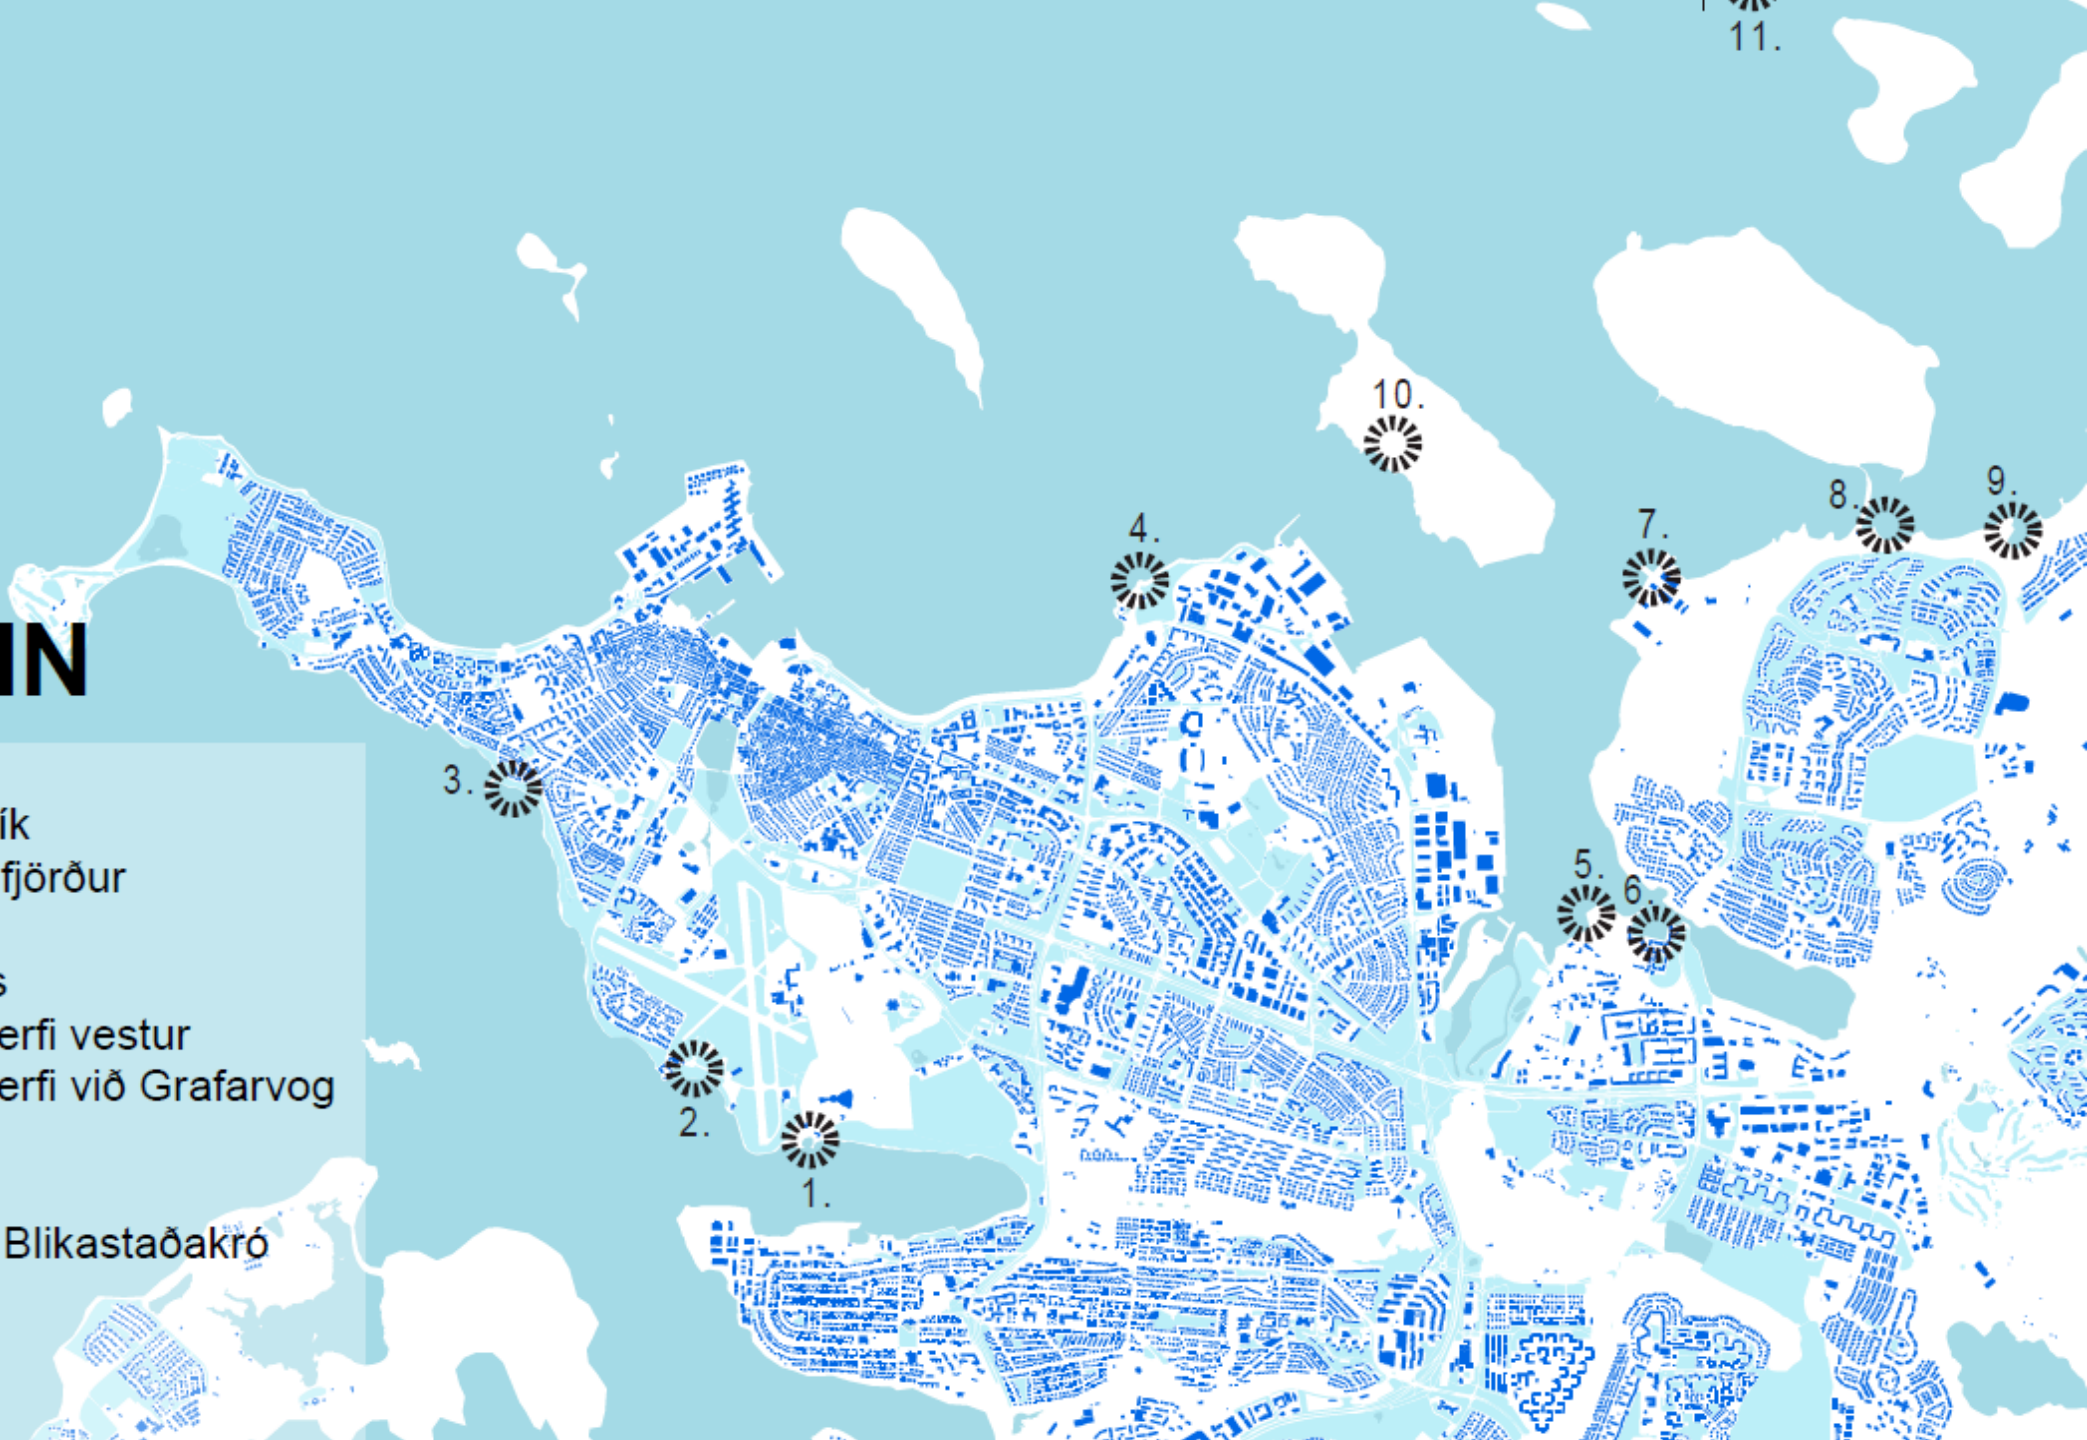 11.
10.
9.
8.
7.
4.
IN
3.
ík
fjörður
5.
6.
s
erfi vestur
erfi við Grafarvog
2.
1.
Blikastaðakró